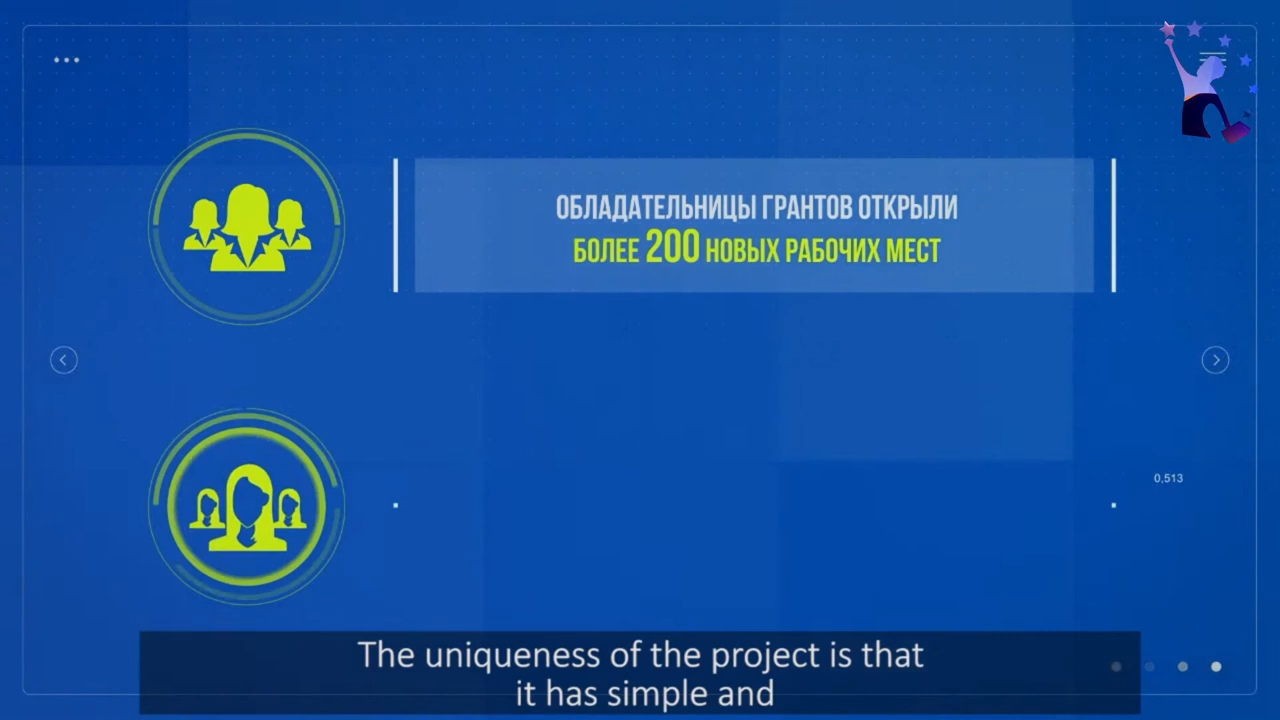 ОБЛАДАТЕЛЬНИЦЫ ГРАНТОВ ОТКРЫЛИ
БОЛЕЕ 200 НОВЫХ РАБОЧИХ МЕСТ
0,513
The uniqueness of the project is that
it has simple and